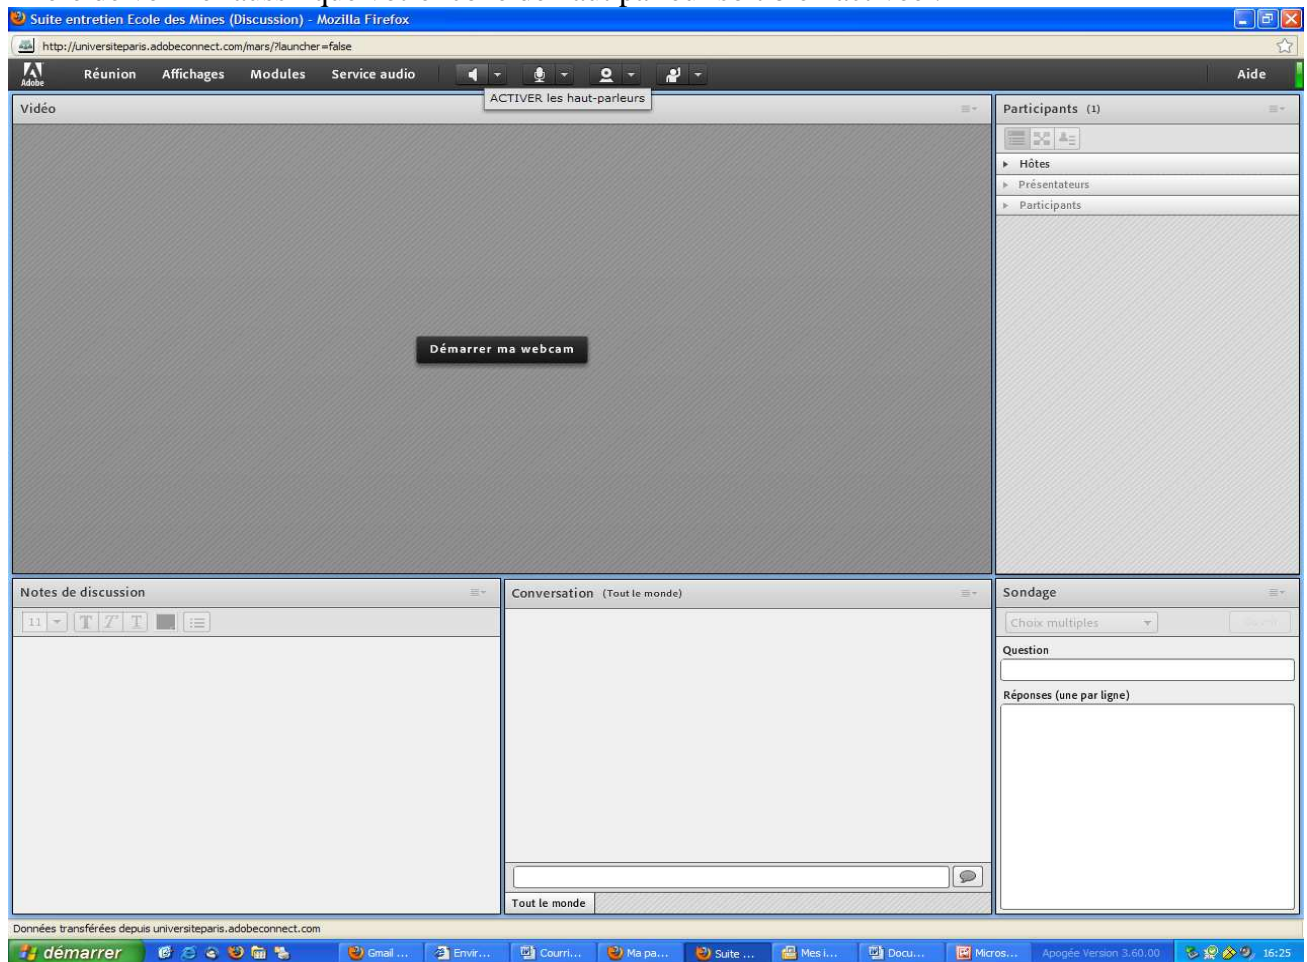 Suite entretien Ecole des Mines (Discussion) - Mozilla Firefox
http://universiteparis.adobeconnect.com/mars/?launcher=false
Adobe
Réunion Affichages Modules Service audio Aide
ACTIVER les haut-parleurs
Vidéo
Participants (1)
Hôtes
Présentateurs
Participants
Démarrer ma webcam
Notes de discussion
11 T T T
Conversation (Tout le monde)
Tout le monde
Sondage
Choix multiples
Question
Réponses (une par ligne)
Données transférées depuis universiteparis.adobeconnect.com
démarrer Gmail ... Envir... Courri... Ma pa... Suite ... Mes i... Docu... Micros... Apogée Version 3.60.00 16:25